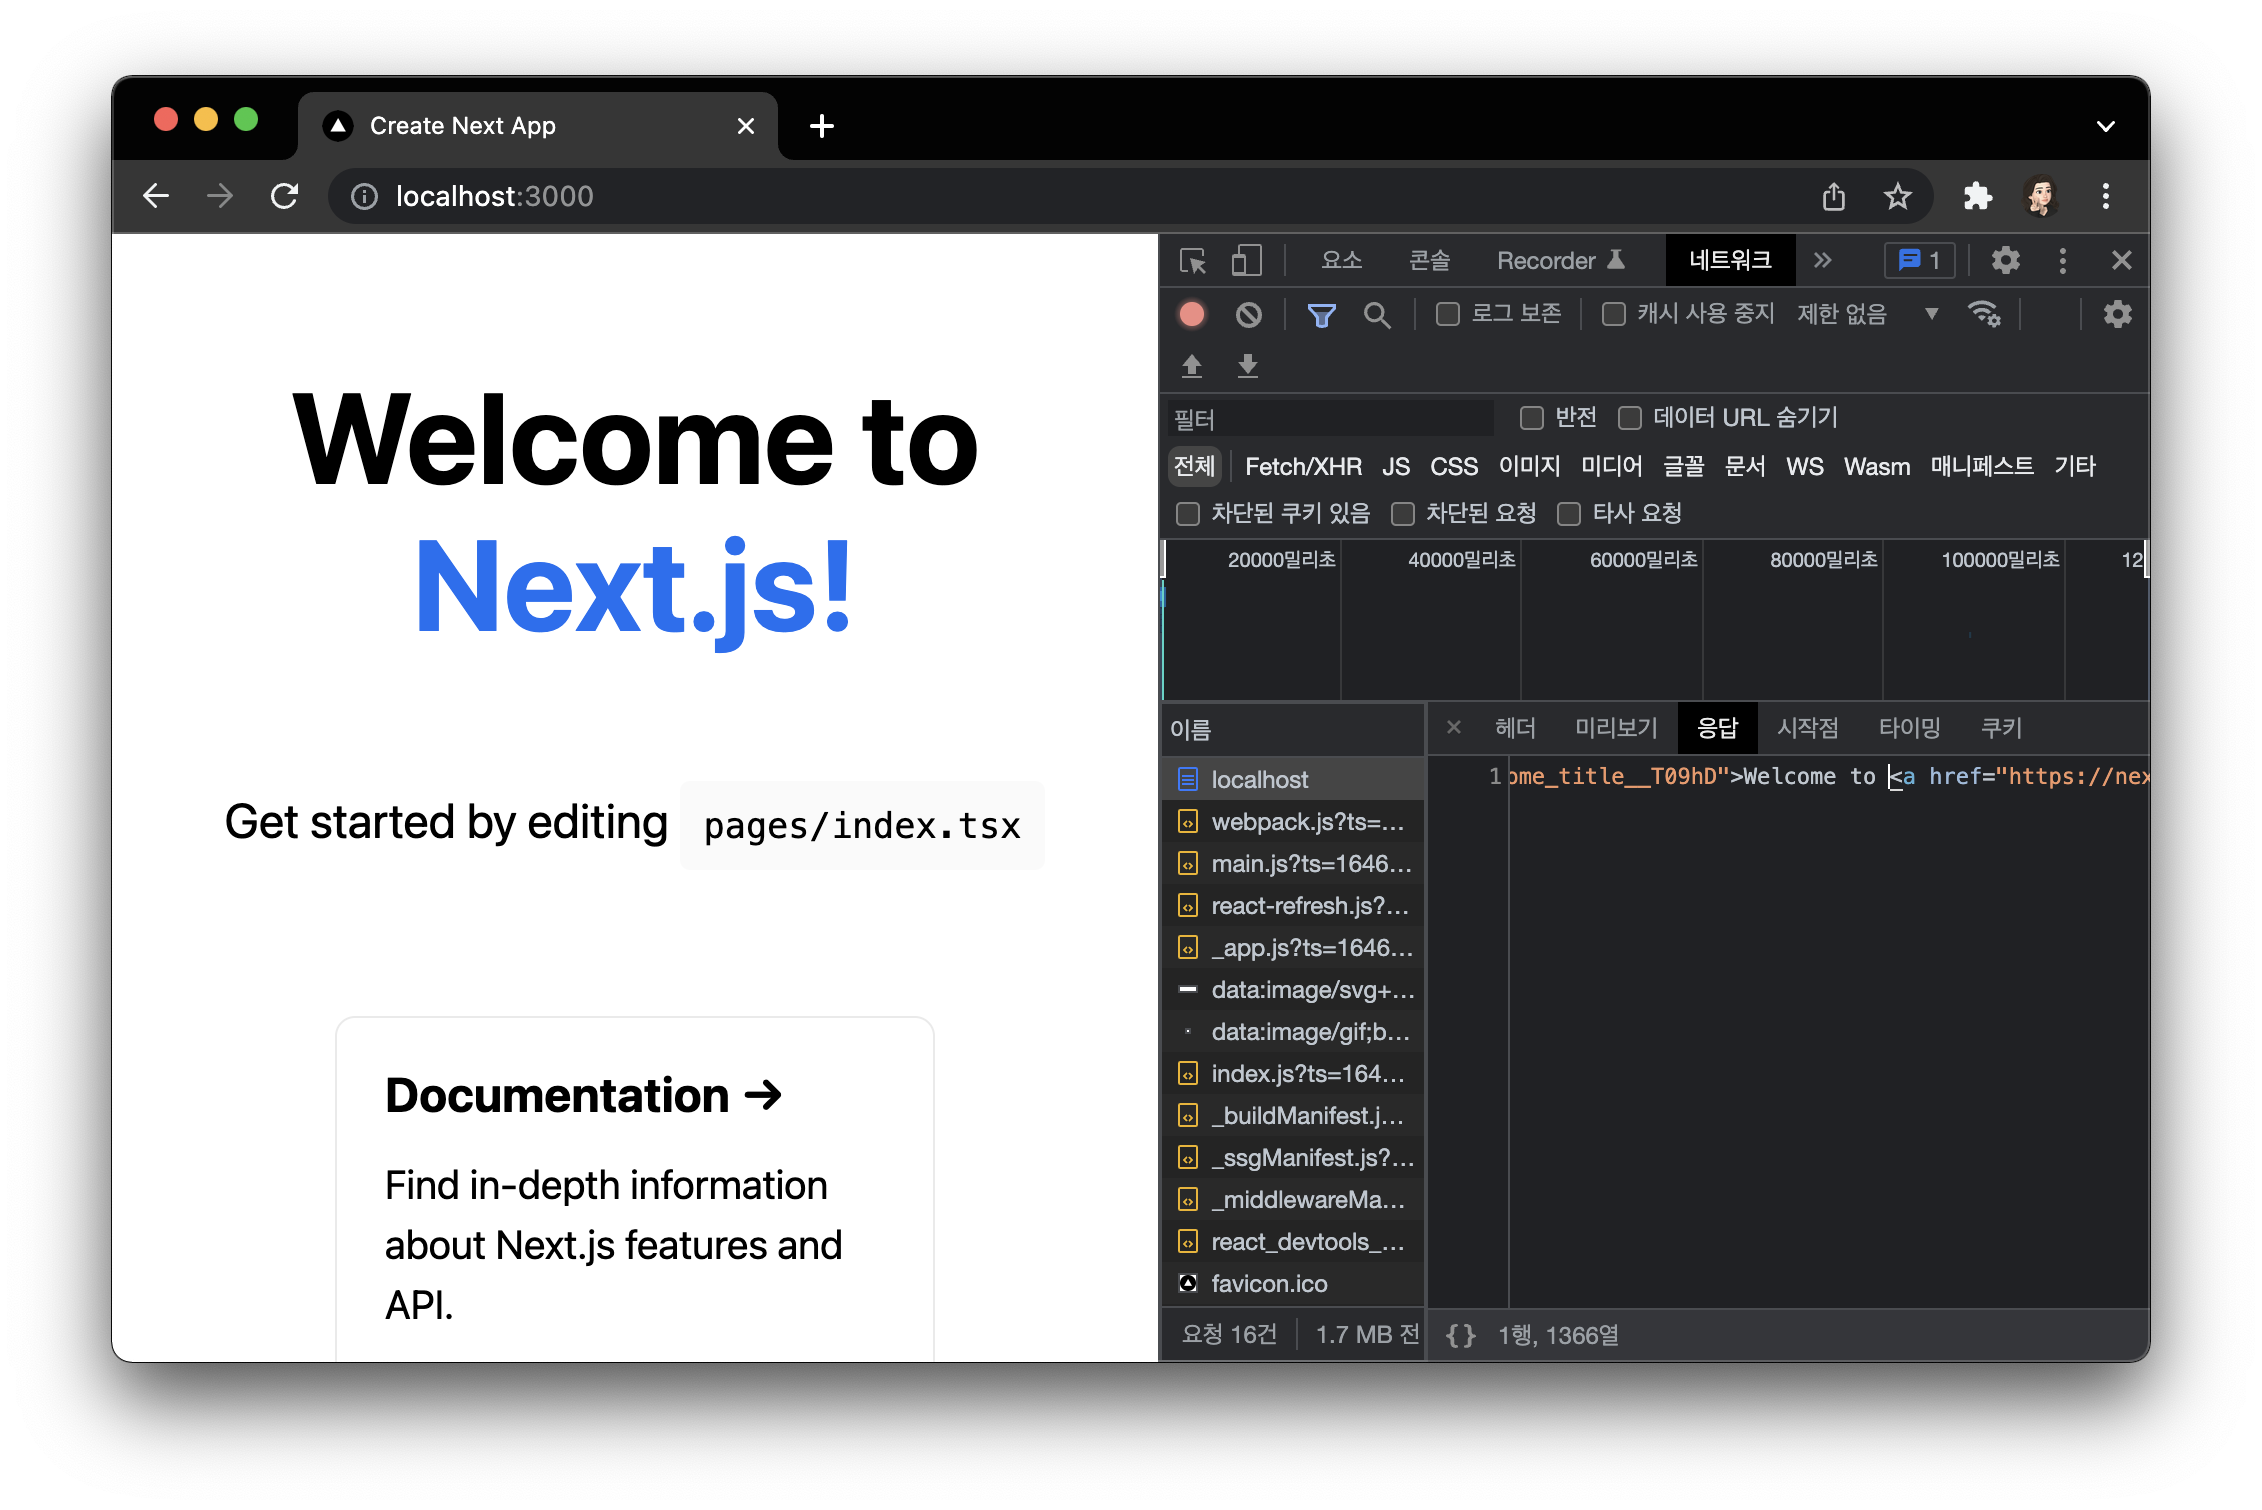 Create Next App
localhost:3000
Welcome to
Next.js!
Get started by editing pages/index.tsx
Documentation →
Find in-depth information
about Next.js features and
API.
요소 콘솔 Recorder 네트워크 1
로그 보존 캐시 사용 중지 제한 없음
필터 반전 데이터 URL 숨기기
전체 Fetch/XHR JS CSS 이미지 미디어 글꼴 문서 WS Wasm 매니페스트 기타
차단된 쿠키 있음 차단된 요청 타사 요청
20000밀리초 40000밀리초 60000밀리초 80000밀리초 100000밀리초 12
이름
localhost
webpack.js?ts=...
main.js?ts=1646...
react-refresh.js?...
_app.js?ts=1646...
data:image/svg+...
data:image/gif;b...
index.js?ts=164...
_buildManifest.j...
_ssgManifest.js?...
_middlewareMa...
react_devtools_...
favicon.ico
요청 16건 1.7 MB 전
헤더 미리보기 응답 시작점 타이밍 쿠키
1 ome_title__T09hD">Welcome to <a href="https://nex
{} 1행, 1366열